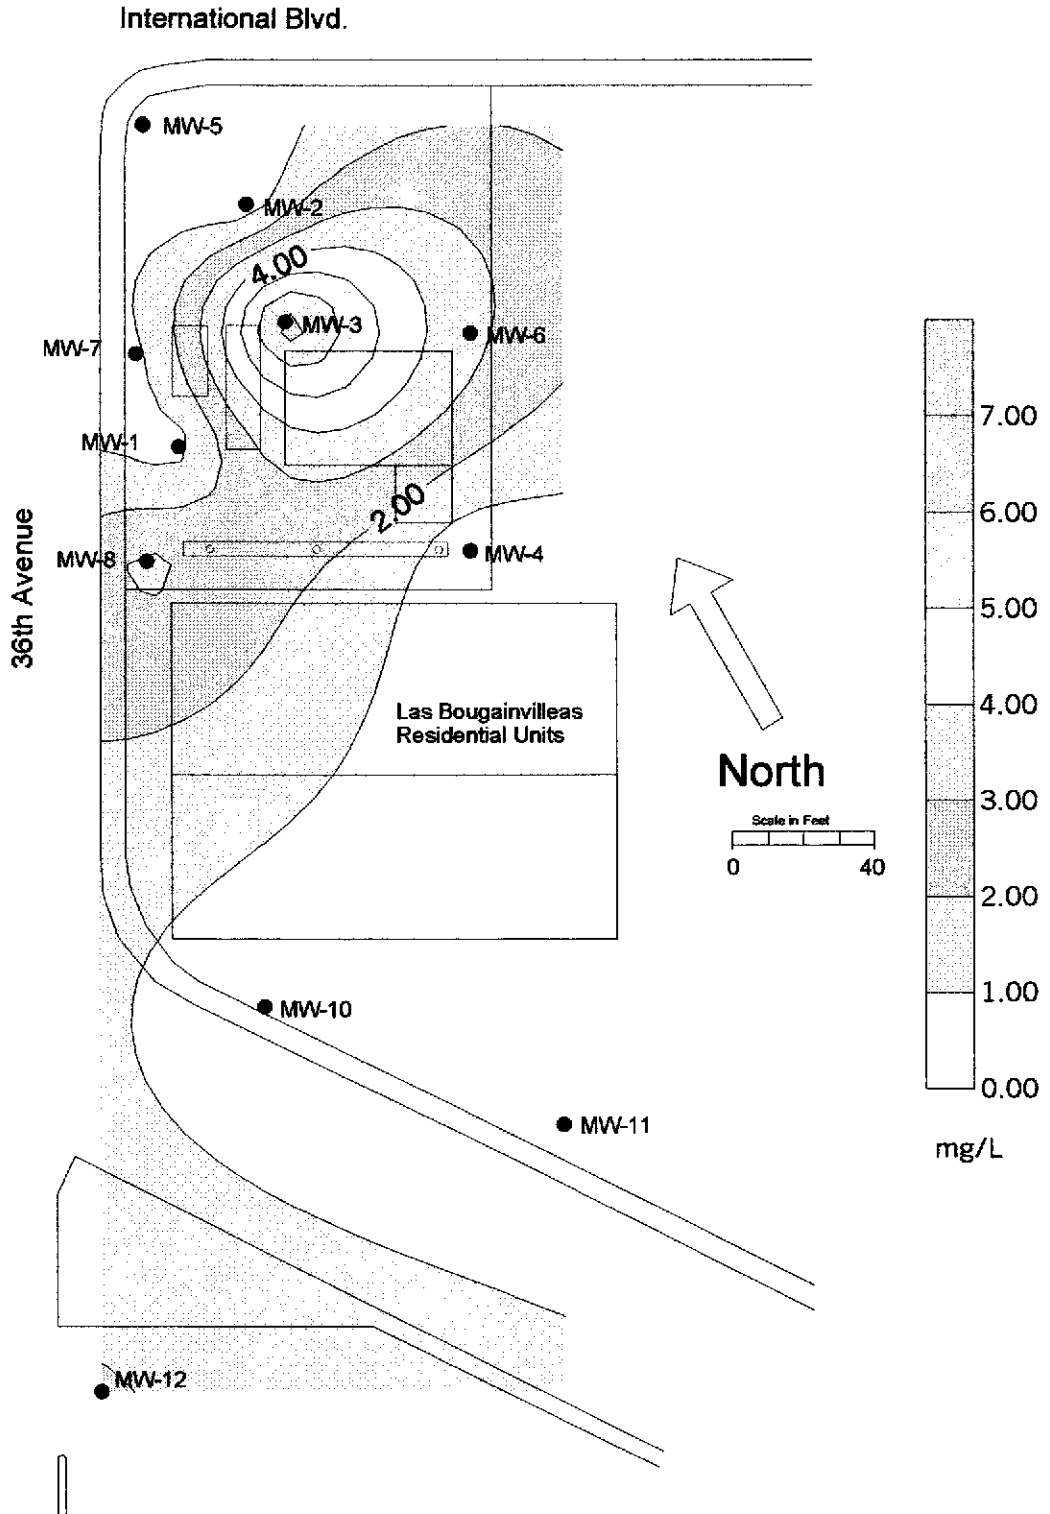 International Blvd.
MW-5
MW-2
4.00
MW-3
MW-6
MW-7
MW-1
2.00
MW-8
MW-4
36th Avenue
Las Bougainvilleas
Residential Units
North
Scale in Feet
0 40
7.00
6.00
5.00
4.00
3.00
2.00
1.00
0.00
mg/L
MW-10
MW-11
MW-12